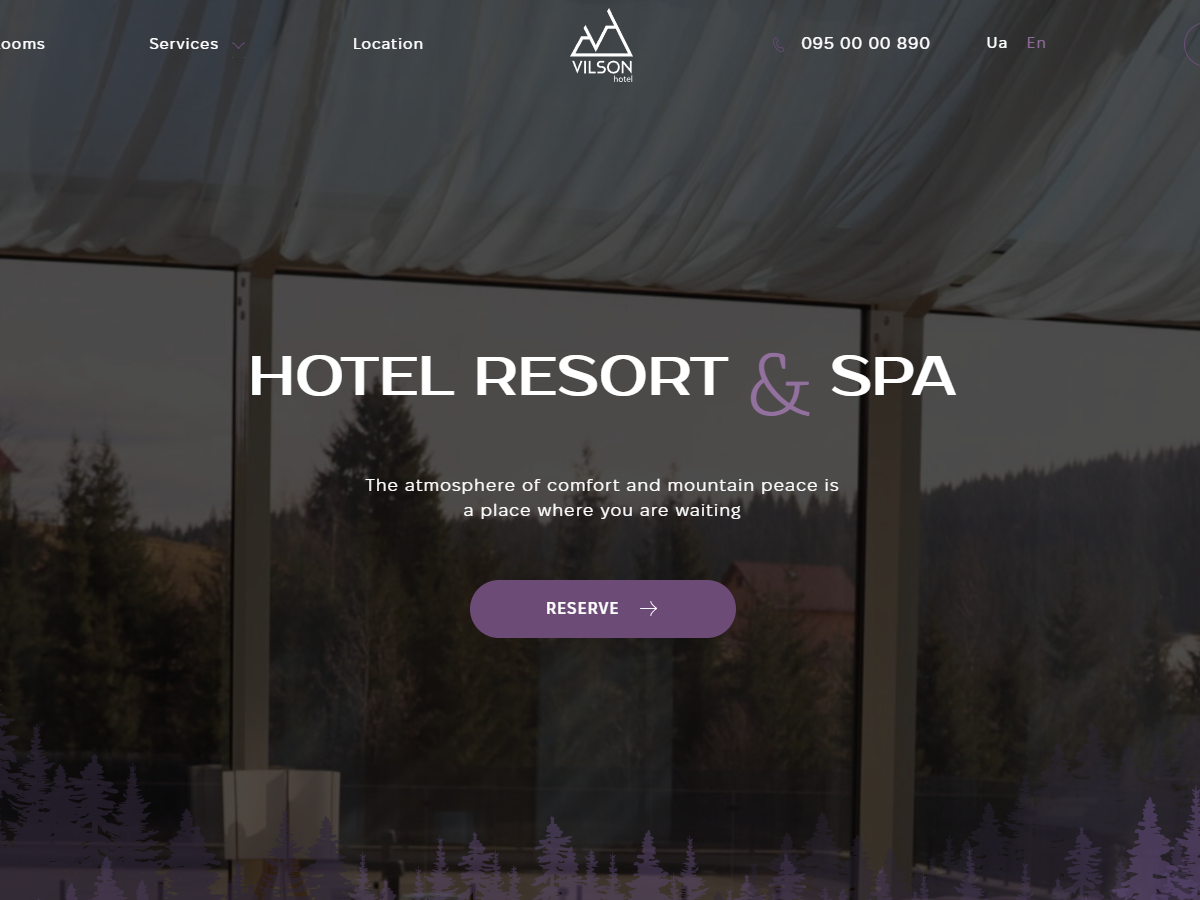 ooms
Services
Location
VILSON
hotel
095 00 00 890
Ua
En
HOTEL RESORT & SPA
The atmosphere of comfort and mountain peace is
a place where you are waiting
RESERVE